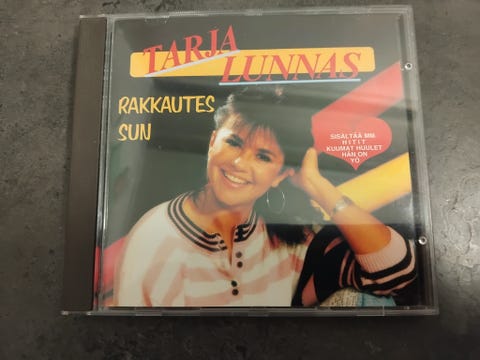 TARJA
LUNNAS
RAKKAUTES
SUN
SISÄLTÄÄ MM.
HITIT
KUUMAT HUULET
HÄN ON
YÖ